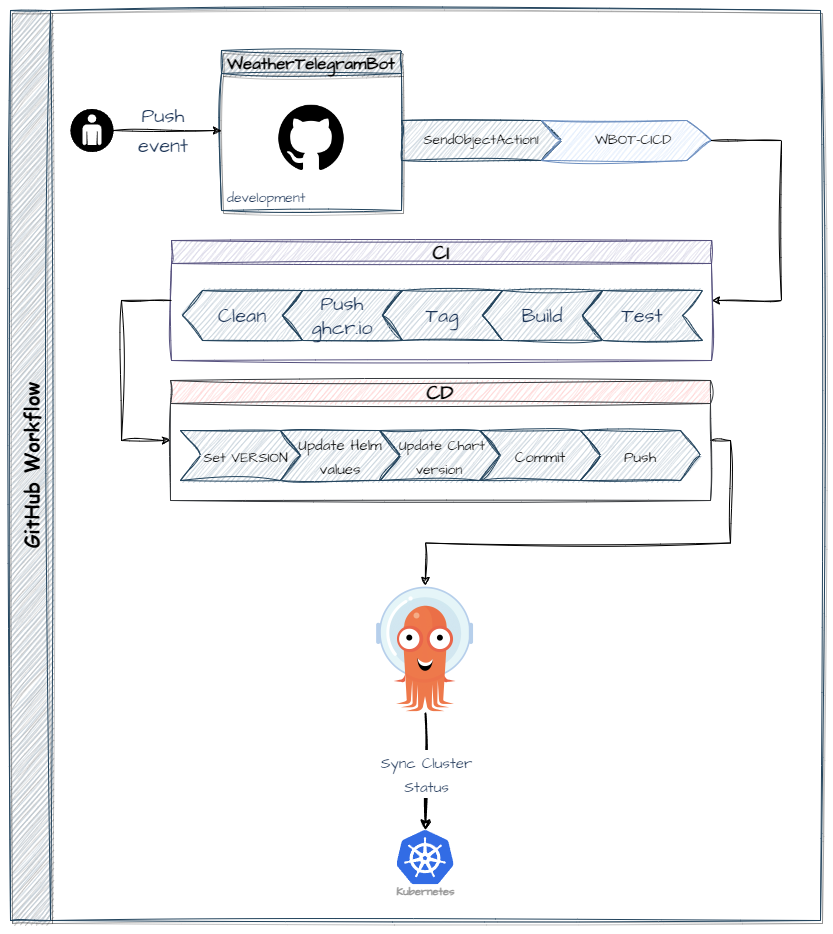 GitHub Workflow
WeatherTelegramBot
Push
event
development
SendObjectAction1
WBOT-CICD
CI
Clean
Push
ghcr.io
Tag
Build
Test
CD
Set VERSION
Update Helm
values
Update Chart
version
Commit
Push
Sync Cluster
Status
Kubernetes